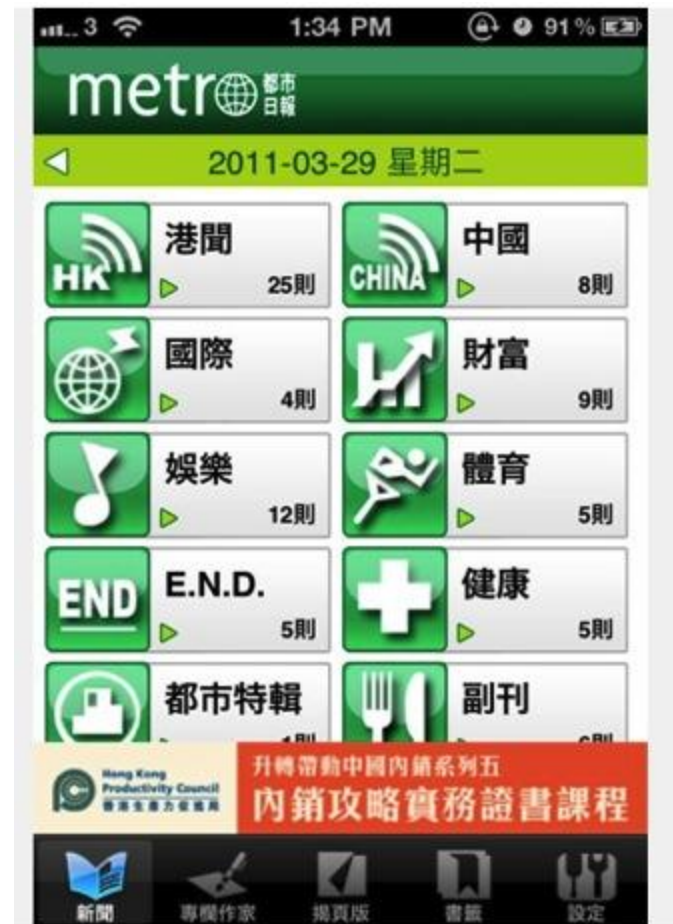 3 1:34 PM 91%
metro 都市日報
2011-03-29 星期二
HK 港聞
25則
CHINA 中國
8則
國際
4則
財富
9則
娛樂
12則
體育
5則
END E.N.D.
5則
健康
5則
都市特輯
1則
副刊
6則
Hong Kong
Productivity Council
香港生產力促進局
升轉帶動中國內銷系列五
內銷攻略實務證書課程
新聞 專欄作家 揭頁版 書籤 設定